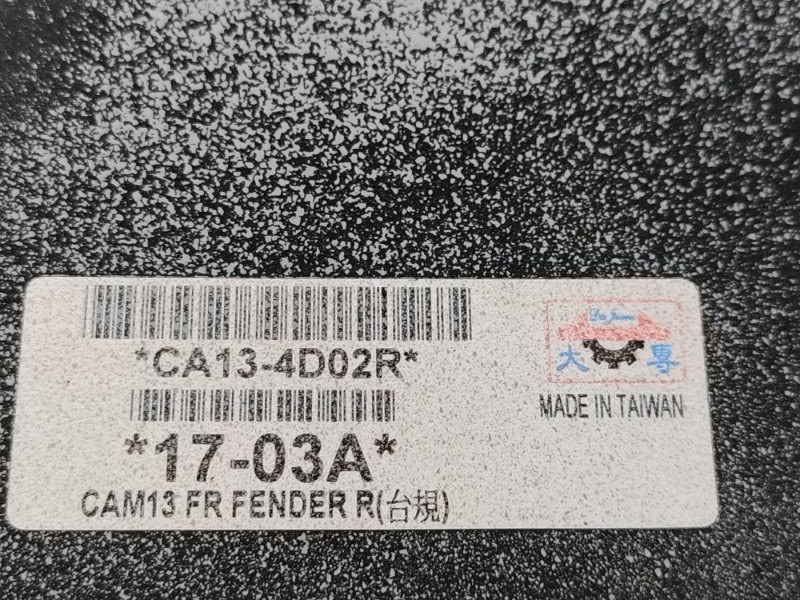 *CA13-4D02R*
*17-03A*
CAM13 FR FENDER R(台規)
大 專
MADE IN TAIWAN